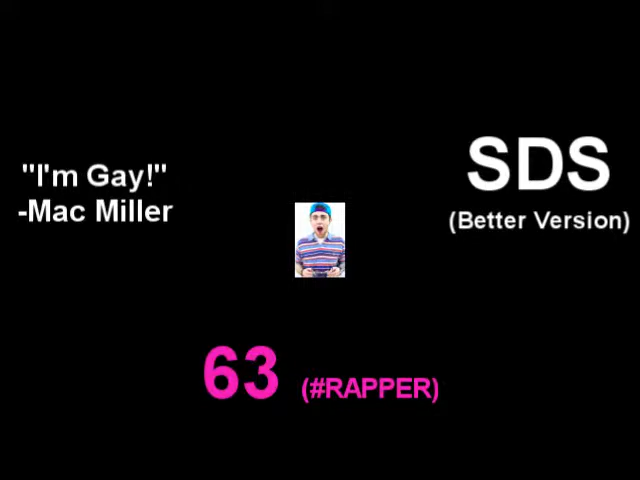 "I'm Gay!"
-Mac Miller
SDS
(Better Version)
63 (#RAPPER)